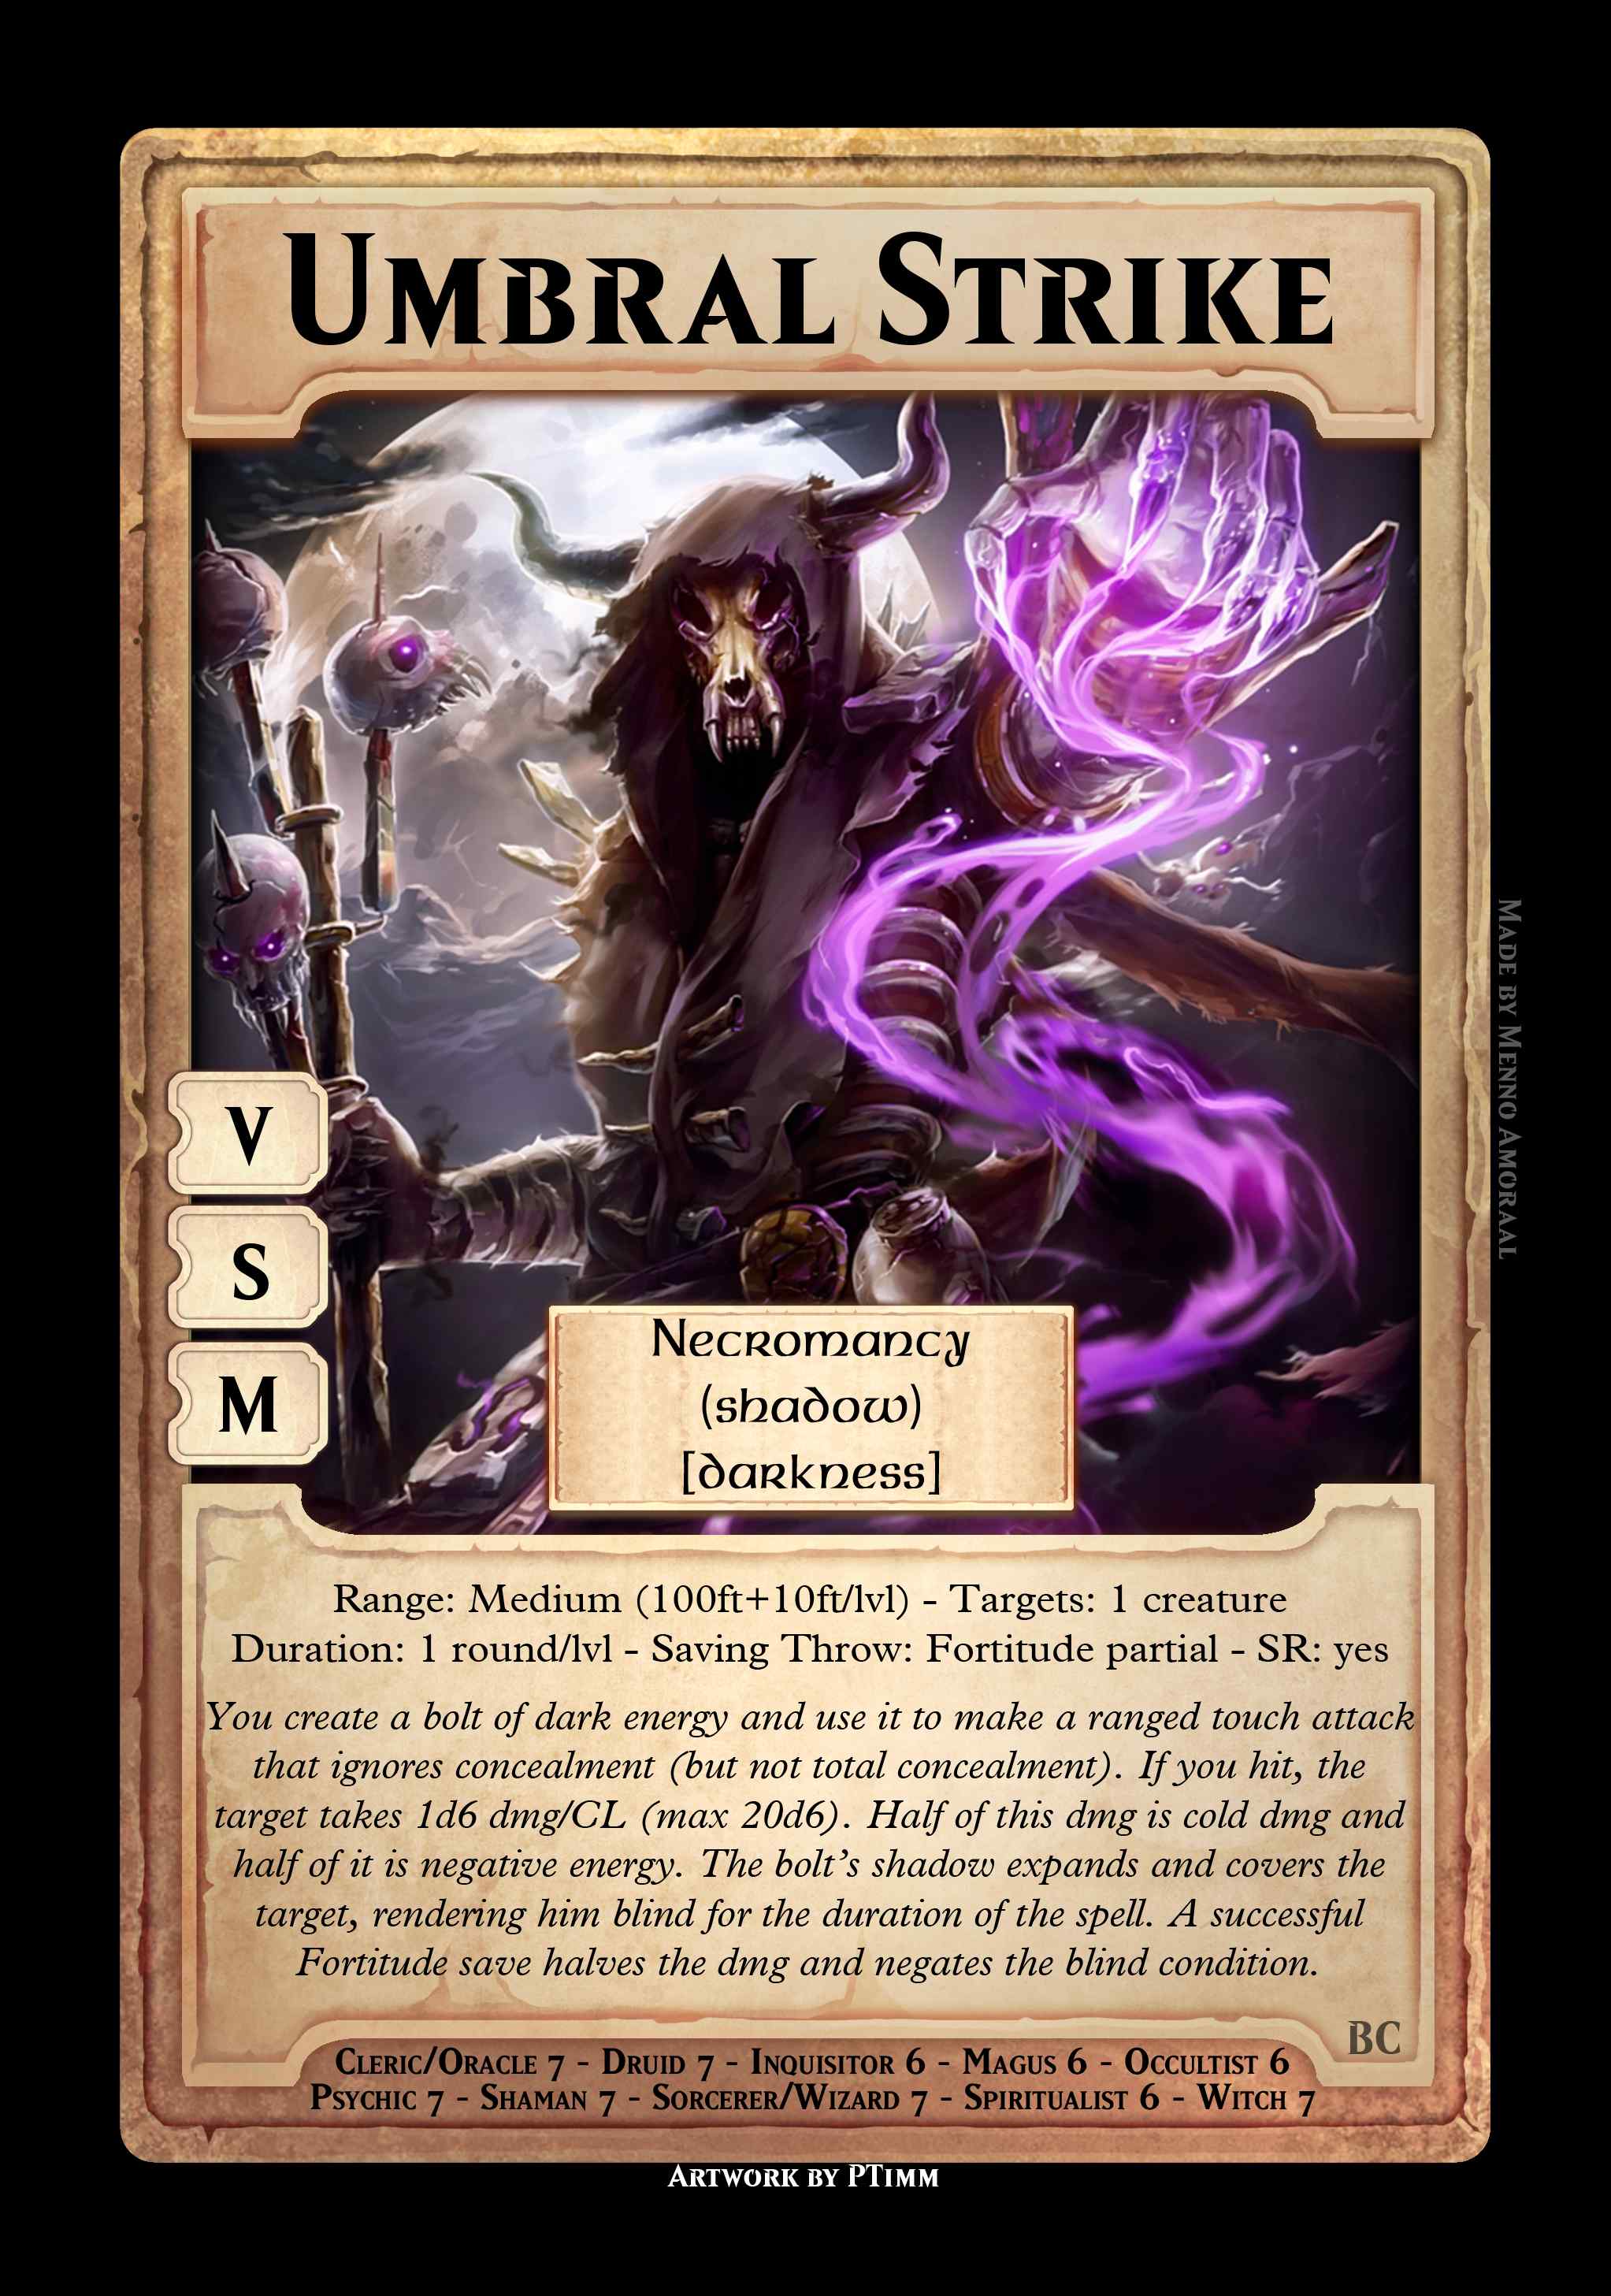 Umbral Strike
V
S
M
Necromancy
(shadow)
[darkness]
Range: Medium (100ft+10ft/lvl) - Targets: 1 creature
Duration: 1 round/lvl - Saving Throw: Fortitude partial - SR: yes
You create a bolt of dark energy and use it to make a ranged touch attack
that ignores concealment (but not total concealment). If you hit, the
target takes 1d6 dmg/CL (max 20d6). Half of this dmg is cold dmg and
half of it is negative energy. The bolt's shadow expands and covers the
target, rendering him blind for the duration of the spell. A successful
Fortitude save halves the dmg and negates the blind condition.
BC
Cleric/Oracle 7 - Druid 7 - Inquisitor 6 - Magus 6 - Occultist 6
Psychic 7 - Shaman 7 - Sorcerer/Wizard 7 - Spiritualist 6 - Witch 7
Artwork by PTimm
Made by Menno Amoraal